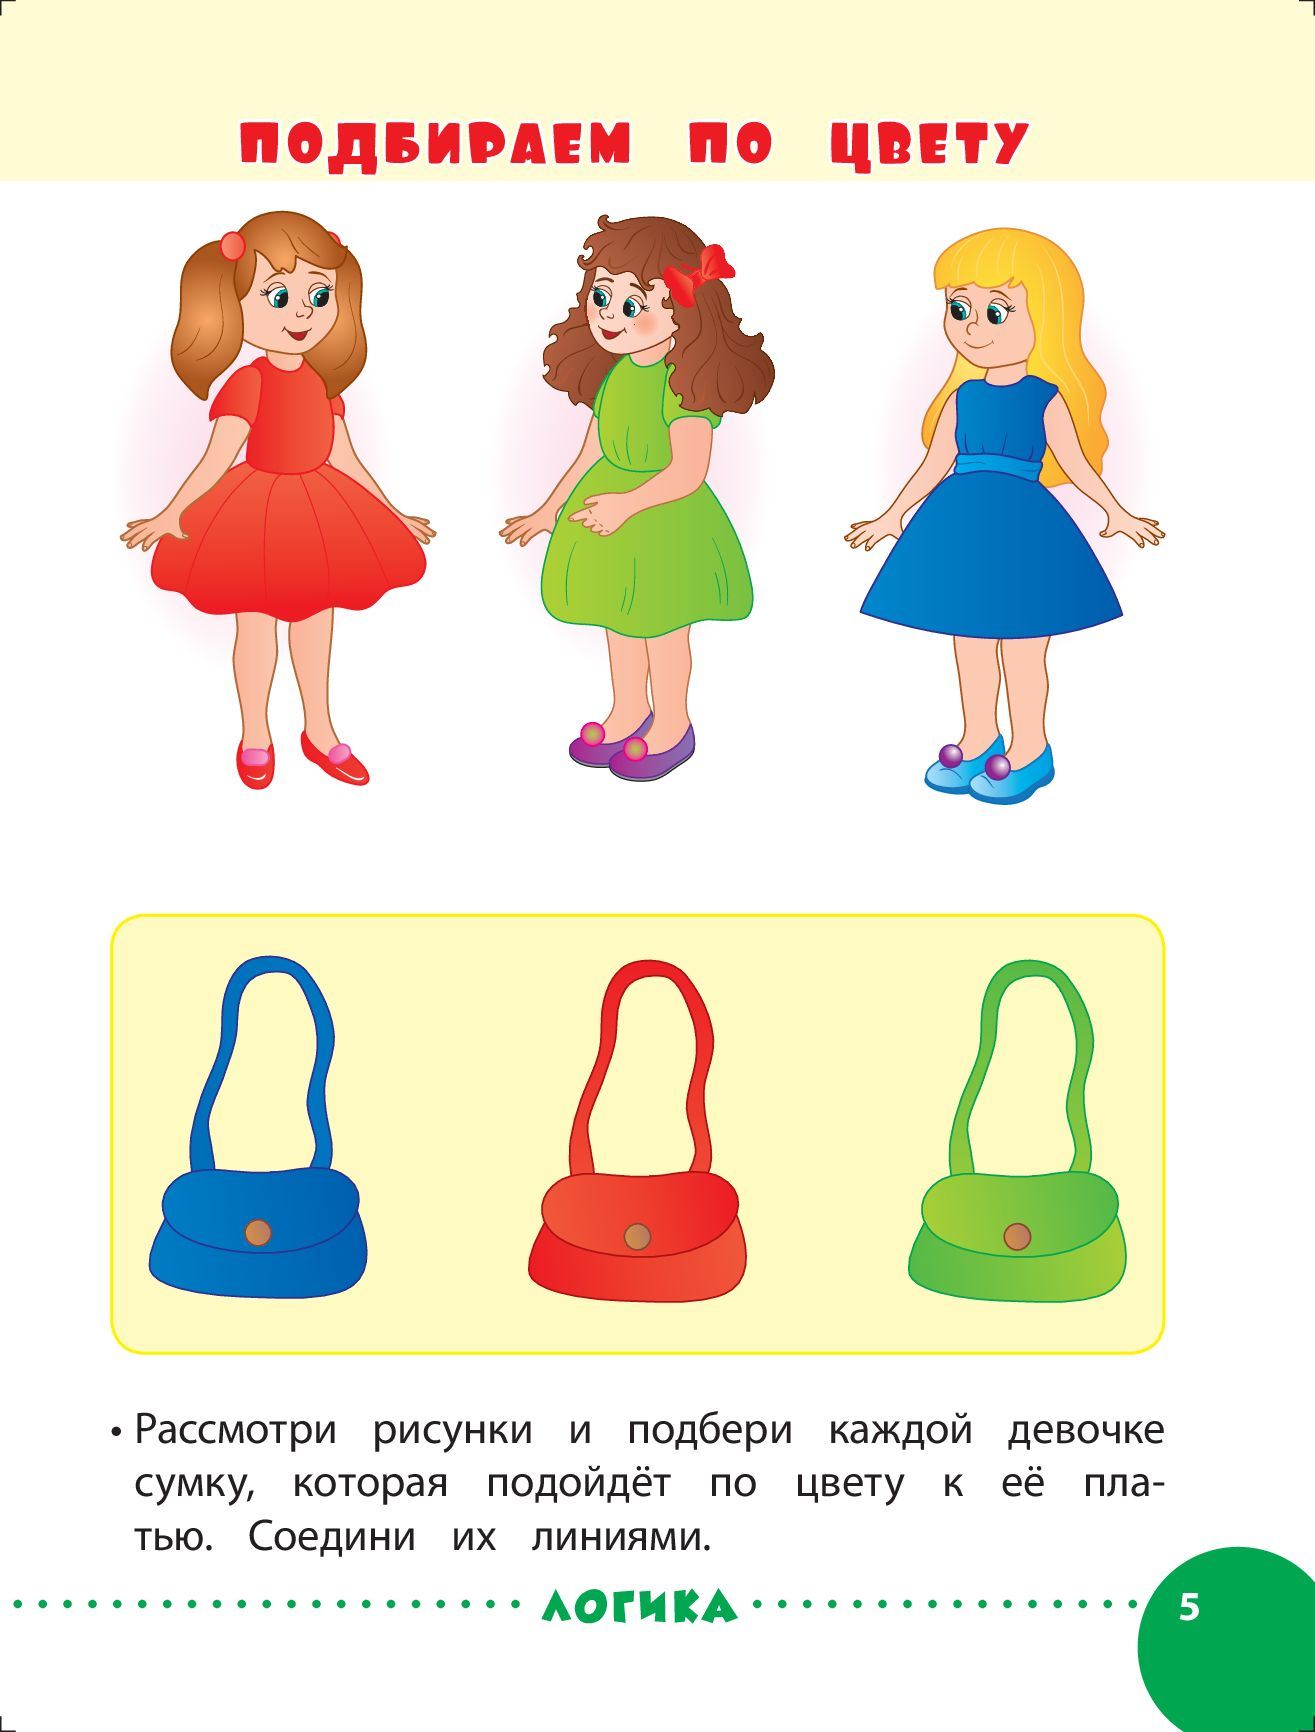 ПОДБИРАЕМ ПО ЦВЕТУ
• Рассмотри рисунки и подбери каждой девочке
сумку, которая подойдёт по цвету к её пла-
тью. Соедини их линиями.
ЛОГИКА
5